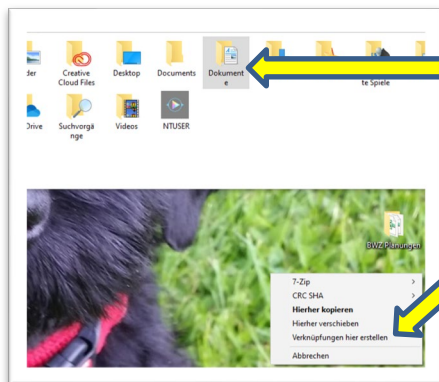 Creative
Cloud Files
Desktop
Documents
Dokument
e
te Spiele
Drive
Suchvorgä
nge
Videos
NTUSER
BWZ Planungen
7-Zip
CRC SHA
Hierher kopieren
Hierher verschieben
Verknüpfungen hier erstellen
Abbrechen